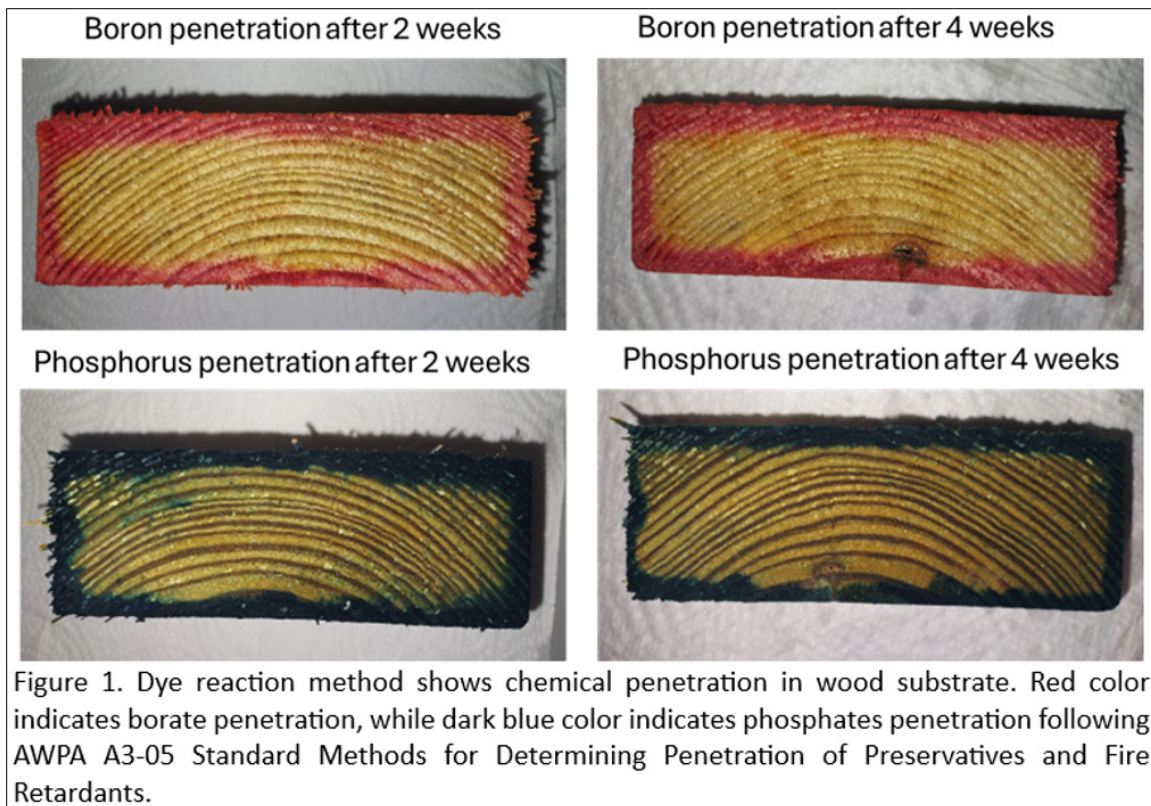 Boron penetration after 2 weeks
Boron penetration after 4 weeks
Phosphorus penetration after 2 weeks
Phosphorus penetration after 4 weeks
Figure 1. Dye reaction method shows chemical penetration in wood substrate. Red color
indicates borate penetration, while dark blue color indicates phosphates penetration following
AWPA A3-05 Standard Methods for Determining Penetration of Preservatives and Fire
Retardants.